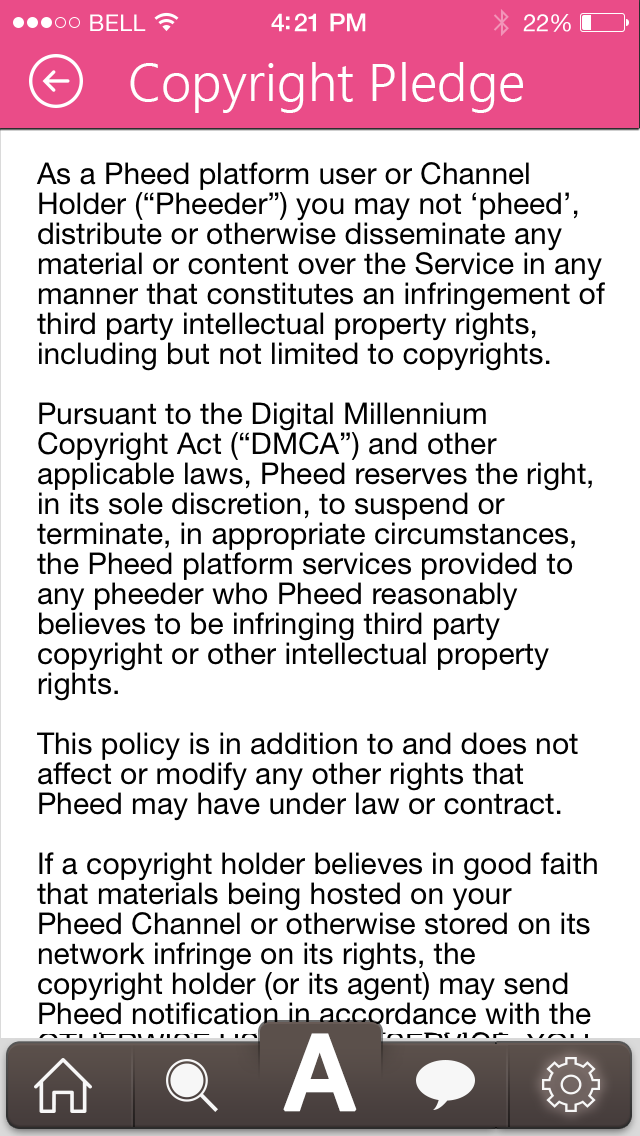 BELL 4:21 PM 22%
Copyright Pledge
As a Pheed platform user or Channel
Holder (“Pheeder”) you may not ‘pheed’,
distribute or otherwise disseminate any
material or content over the Service in any
manner that constitutes an infringement of
third party intellectual property rights,
including but not limited to copyrights.
Pursuant to the Digital Millennium
Copyright Act (“DMCA”) and other
applicable laws, Pheed reserves the right,
in its sole discretion, to suspend or
terminate, in appropriate circumstances,
the Pheed platform services provided to
any pheeder who Pheed reasonably
believes to be infringing third party
copyright or other intellectual property
rights.
This policy is in addition to and does not
affect or modify any other rights that
Pheed may have under law or contract.
If a copyright holder believes in good faith
that materials being hosted on your
Pheed Channel or otherwise stored on its
network infringe on its rights, the
copyright holder (or its agent) may send
Pheed notification in accordance with the
A